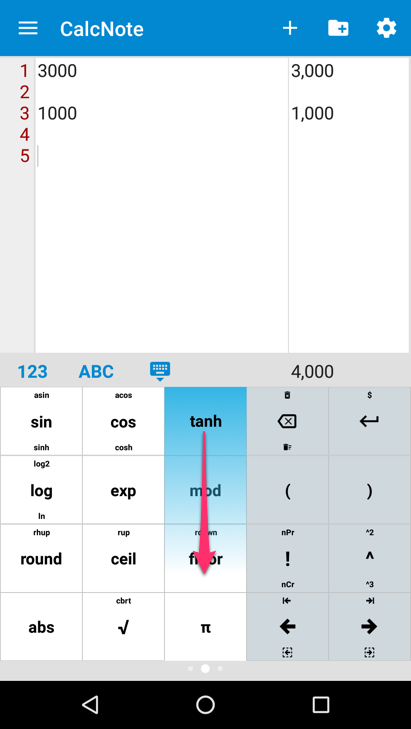 CalcNote
1 3000 3,000
2
3 1000 1,000
4
5
123 ABC 4,000
asin acos $
sin cos tanh
sinh cosh
log2
log exp mod ( )
ln
rhup rup nPr ^2
round ceil ! ^
nCr ^3
cbrt
abs √ π